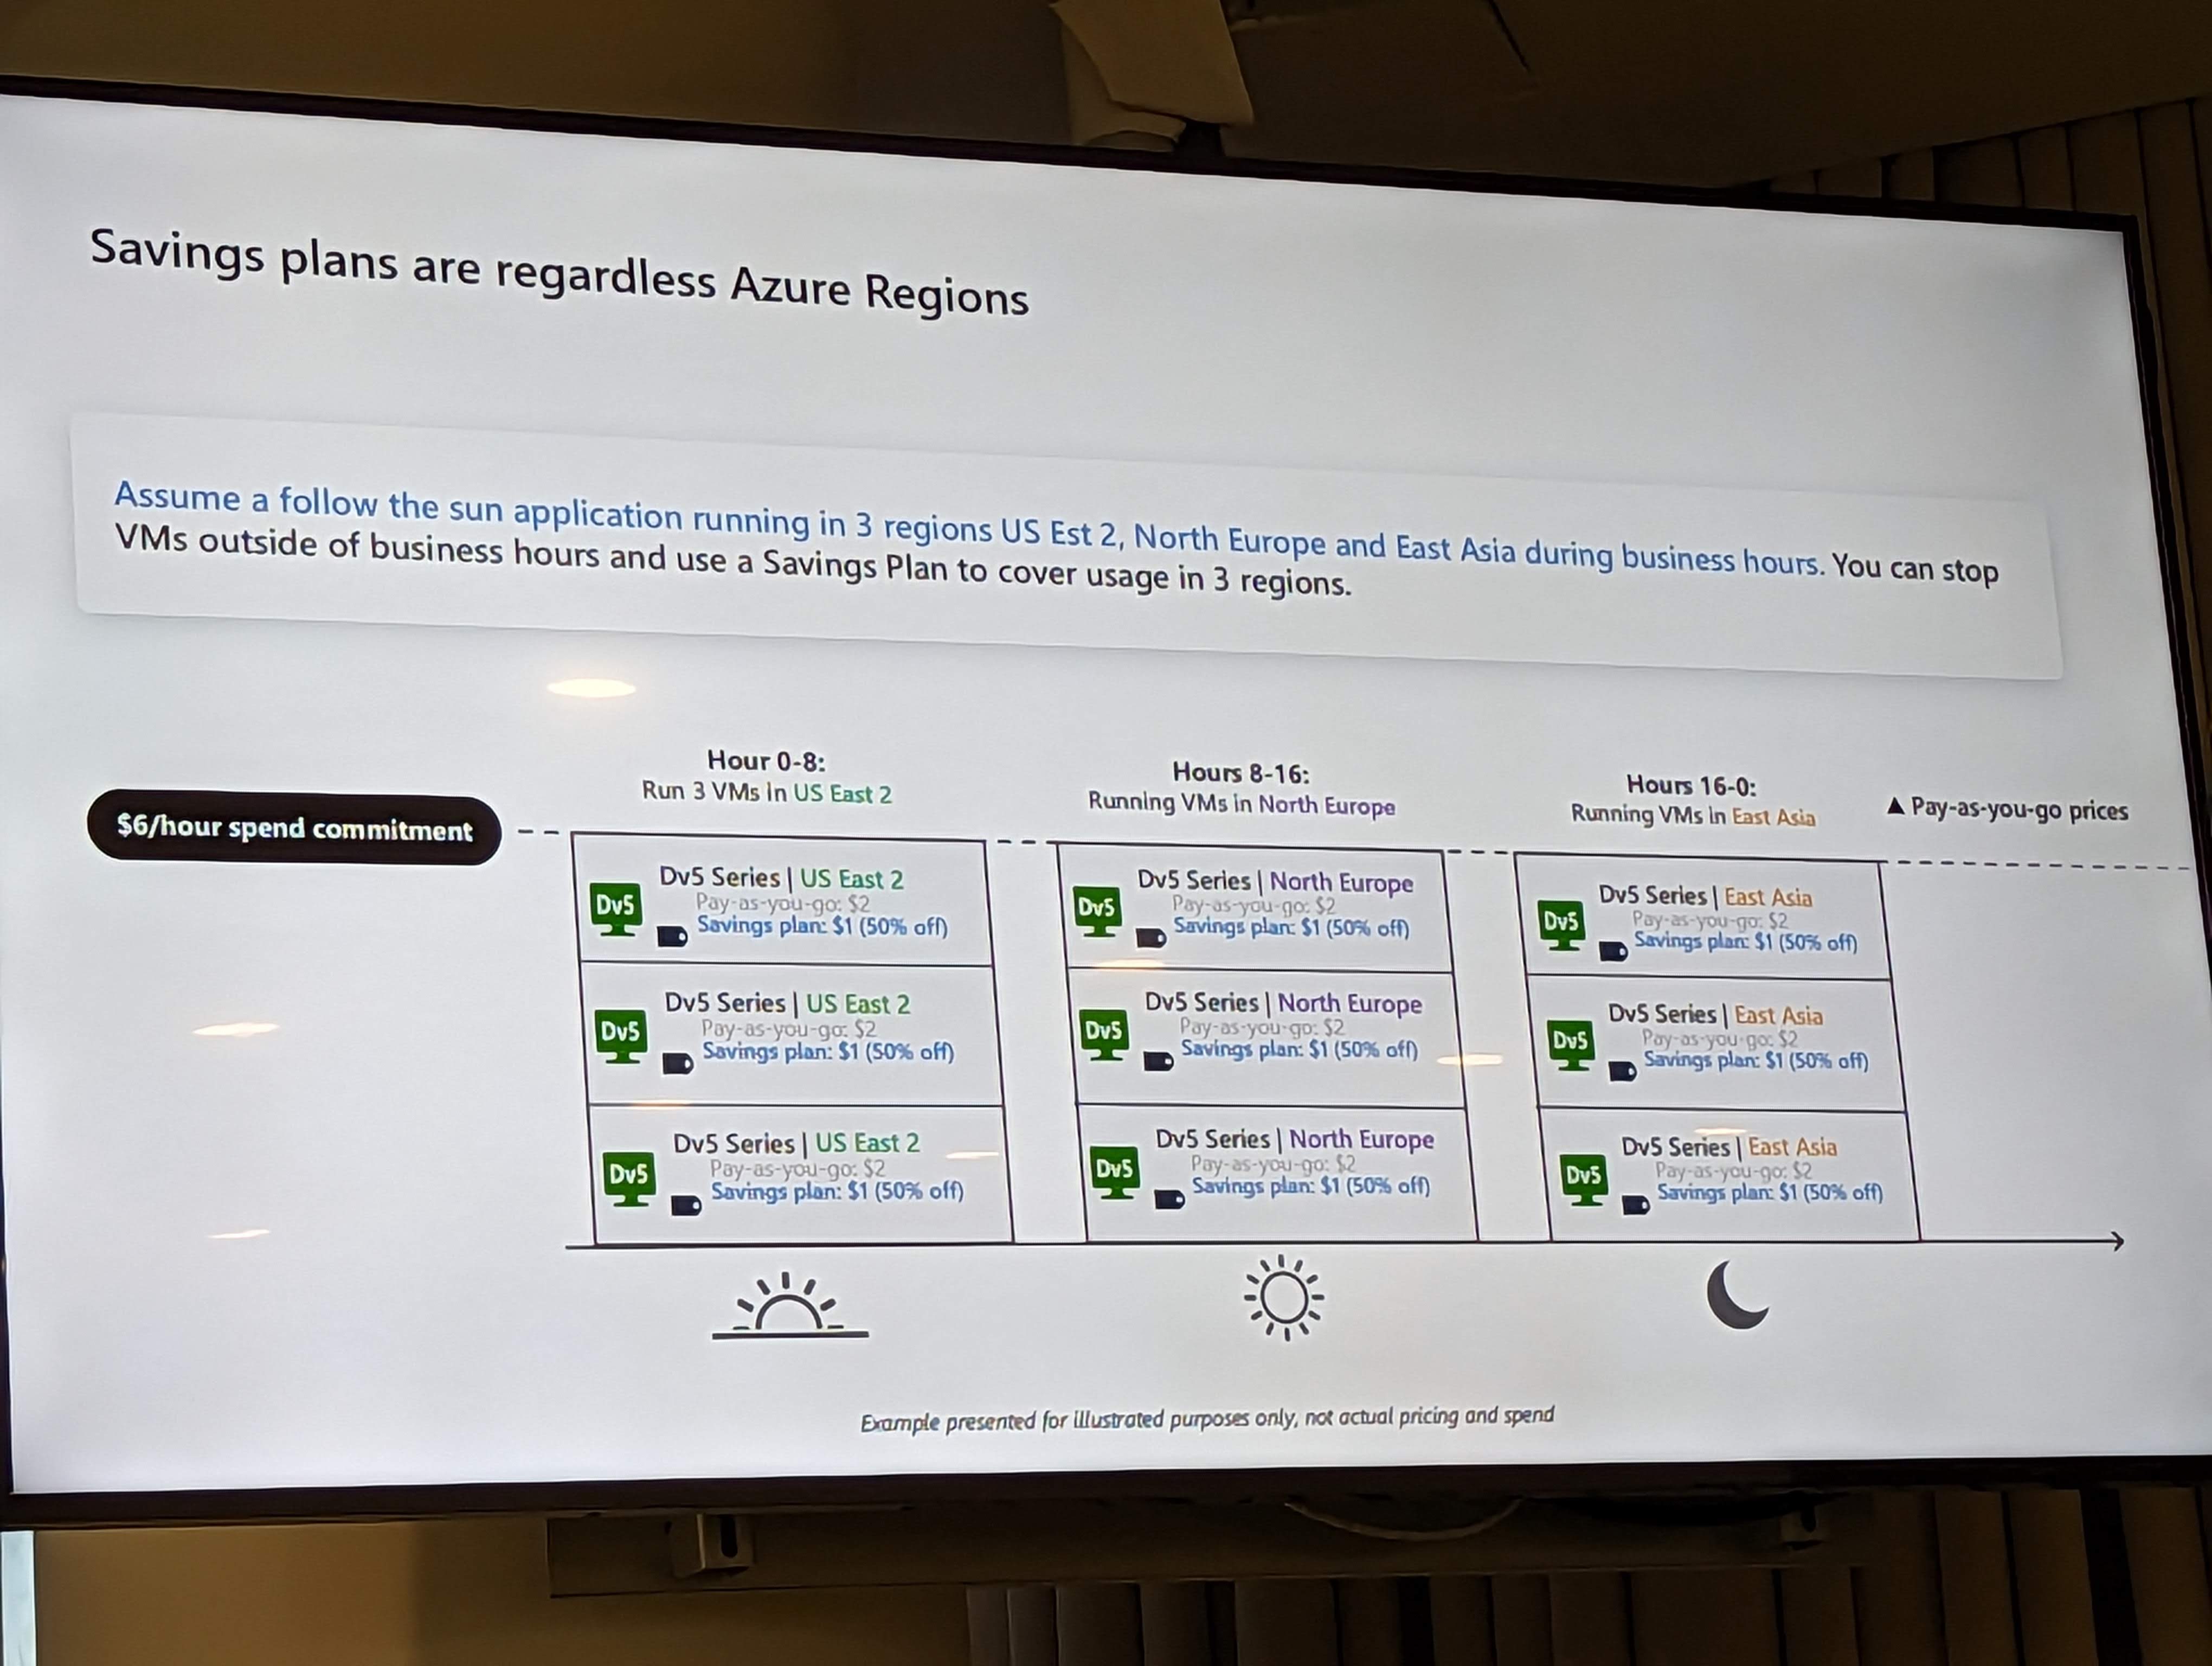 Savings plans are regardless Azure Regions
Assume a follow the sun application running in 3 regions US Est 2, North Europe and East Asia during business hours. You can stop
VMs outside of business hours and use a Savings Plan to cover usage in 3 regions.
$6/hour spend commitment
Hour 0-8:
Run 3 VMs in US East 2
Dv5
Dv5 Series | US East 2
Pay-as-you-go: $2
Savings plan: $1 (50% off)
Dv5
Dv5 Series | US East 2
Pay-as-you-go: $2
Savings plan: $1 (50% off)
Dv5
Dv5 Series | US East 2
Pay-as-you-go: $2
Savings plan: $1 (50% off)
Hours 8-16:
Running VMs in North Europe
Dv5
Dv5 Series | North Europe
Pay-as-you-go: $2
Savings plan: $1 (50% off)
Dv5
Dv5 Series | North Europe
Pay-as-you-go: $2
Savings plan: $1 (50% off)
Dv5
Dv5 Series | North Europe
Pay-as-you-go: $2
Savings plan: $1 (50% off)
Hours 16-0:
Running VMs in East Asia
Dv5
Dv5 Series | East Asia
Pay-as-you-go: $2
Savings plan: $1 (50% off)
Dv5
Dv5 Series | East Asia
Pay-as-you-go: $2
Savings plan: $1 (50% off)
Dv5
Dv5 Series | East Asia
Pay-as-you-go: $2
Savings plan: $1 (50% off)
▲ Pay-as-you-go prices
Example presented for illustrated purposes only, not actual pricing and spend